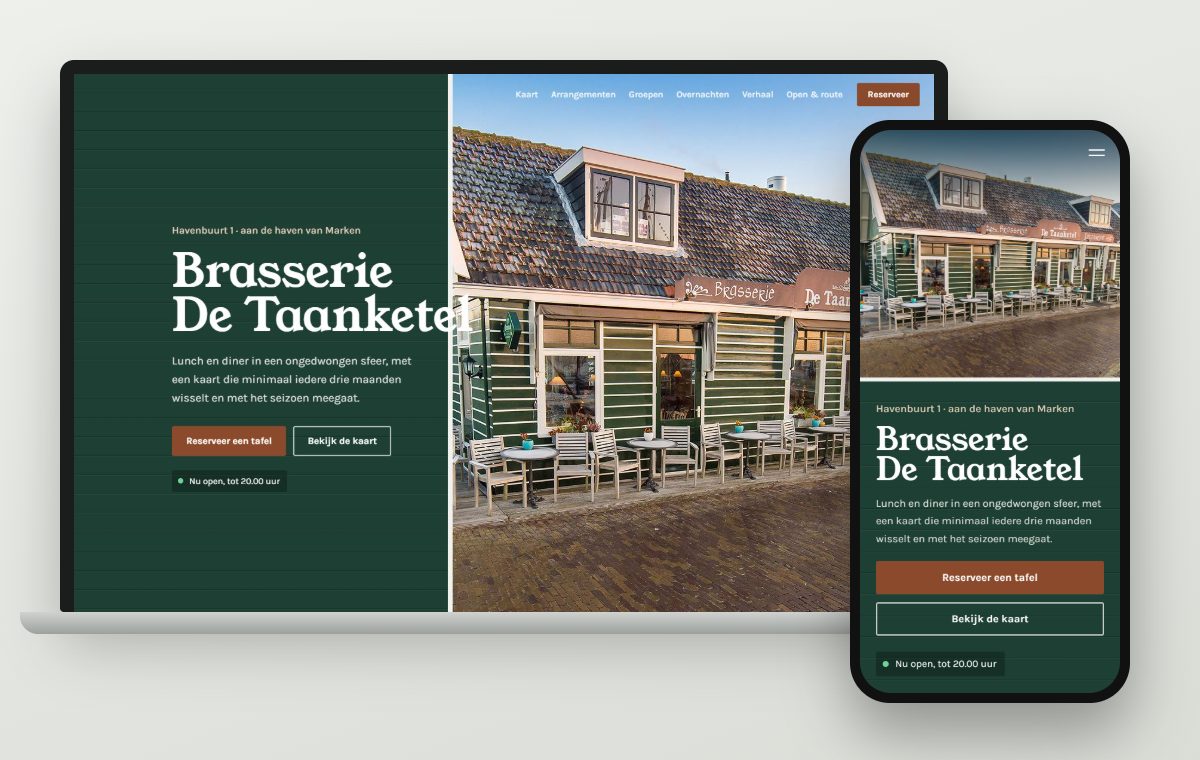 Kaart Arrangementen Groepen Overnachten Verhaal Open & route Reserveer
Havenbuurt 1 · aan de haven van Marken
Brasserie
De Taanketel
Lunch en diner in een ongedwongen sfeer, met
een kaart die minimaal iedere drie maanden
wisselt en met het seizoen meegaat.
Reserveer een tafel
Bekijk de kaart
Nu open, tot 20.00 uur
Brasserie
De Taan
Brasserie
De Taanketel
Havenbuurt 1 · aan de haven van Marken
Brasserie
De Taanketel
Lunch en diner in een ongedwongen sfeer, met
een kaart die minimaal iedere drie maanden
wisselt en met het seizoen meegaat.
Reserveer een tafel
Bekijk de kaart
Nu open, tot 20.00 uur